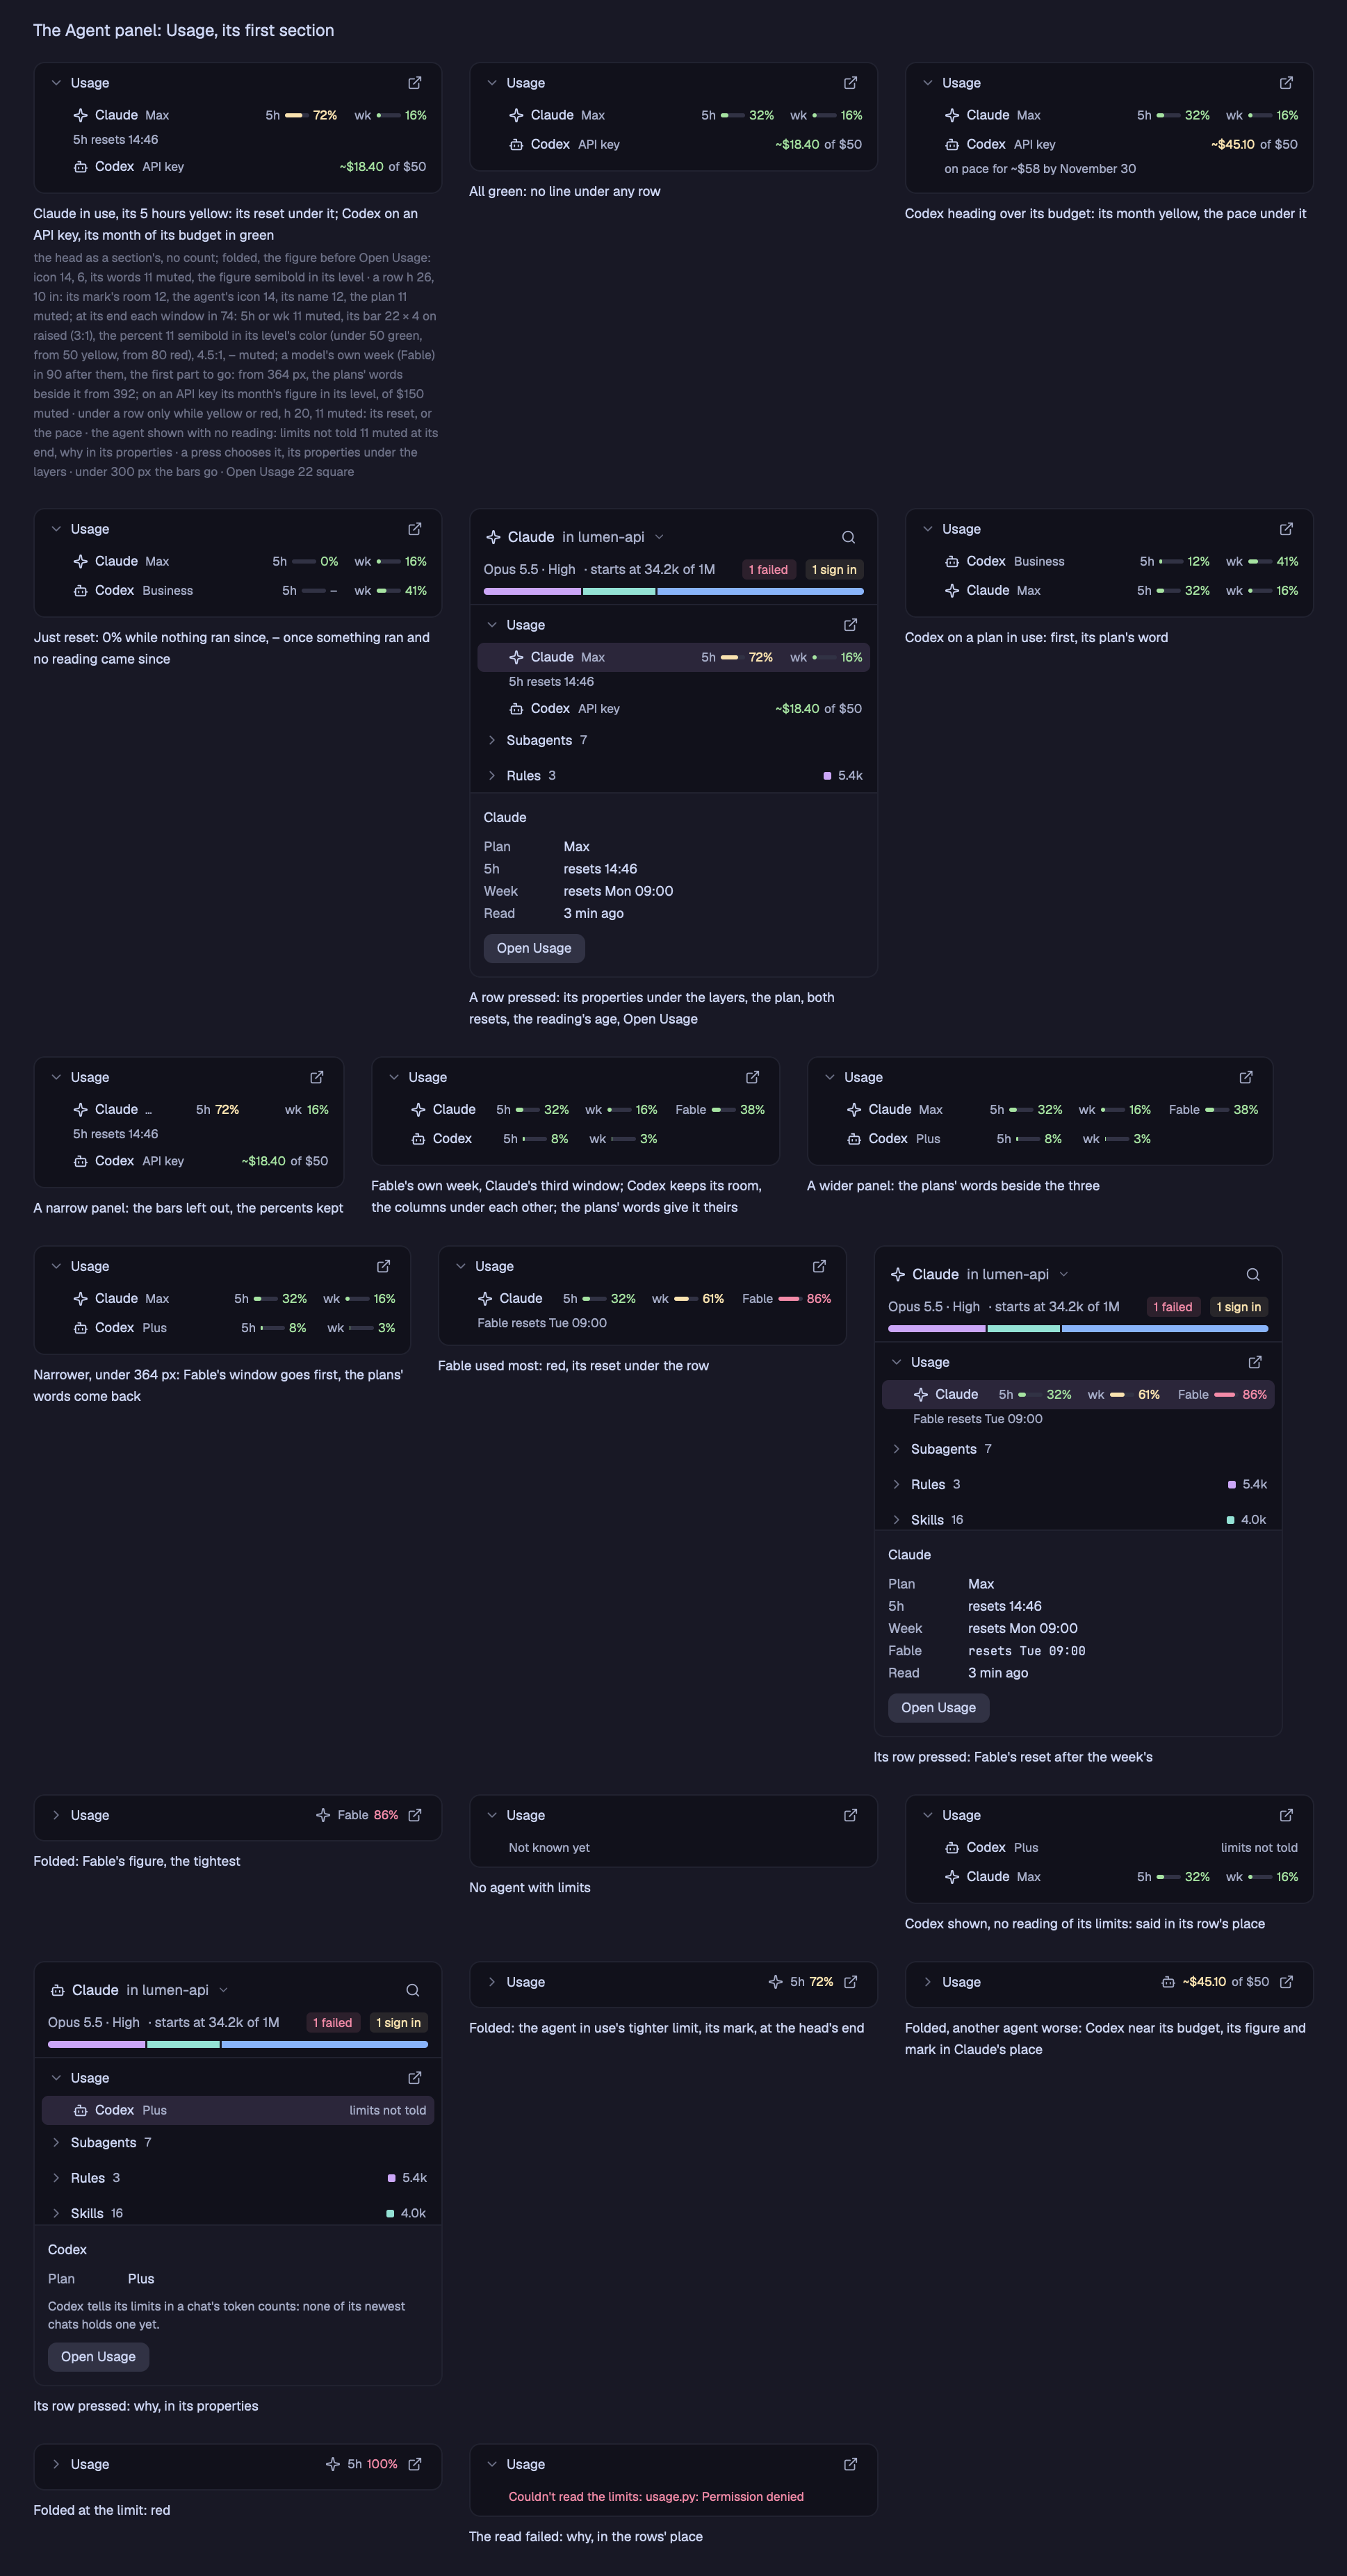 The Agent panel: Usage, its first section
Usage
Claude Max 5h 72% wk 16%
5h resets 14:46
Codex API key ~$18.40 of $50
Claude in use, its 5 hours yellow: its reset under it; Codex on an
API key, its month of its budget in green
the head as a section's, no count; folded, the figure before Open Usage:
icon 14, 6, its words 11 muted, the figure semibold in its level · a row h 26,
10 in: its mark's room 12, the agent's icon 14, its name 12, the plan 11
muted; at its end each window in 74: 5h or wk 11 muted, its bar 22 × 4 on
raised (3:1), the percent 11 semibold in its level's color (under 50 green,
from 50 yellow, from 80 red), 4.5:1, – muted; a model's own week (Fable)
in 90 after them, the first part to go: from 364 px, the plans' words
beside it from 392; on an API key its month's figure in its level, of $150
muted · under a row only while yellow or red, h 20, 11 muted: its reset, or
the pace · the agent shown with no reading: limits not told 11 muted at its
end, why in its properties · a press chooses it, its properties under the
layers · under 300 px the bars go · Open Usage 22 square
Usage
Claude Max 5h 32% wk 16%
Codex API key ~$18.40 of $50
All green: no line under any row
Usage
Claude Max 5h 32% wk 16%
Codex API key ~$45.10 of $50
on pace for ~$58 by November 30
Codex heading over its budget: its month yellow, the pace under it
Usage
Claude Max 5h 0% wk 16%
Codex Business 5h – wk 41%
Just reset: 0% while nothing ran since, – once something ran and
no reading came since
Claude in lumen-api
Opus 5.5 · High · starts at 34.2k of 1M 1 failed 1 sign in
Usage
Claude Max 5h 72% wk 16%
5h resets 14:46
Codex API key ~$18.40 of $50
Subagents 7
Rules 3 5.4k
Claude
Plan Max
5h resets 14:46
Week resets Mon 09:00
Read 3 min ago
Open Usage
A row pressed: its properties under the layers, the plan, both
resets, the reading's age, Open Usage
Usage
Codex Business 5h 12% wk 41%
Claude Max 5h 32% wk 16%
Codex on a plan in use: first, its plan's word
Usage
Claude … 5h 72% wk 16%
5h resets 14:46
Codex API key ~$18.40 of $50
A narrow panel: the bars left out, the percents kept
Usage
Claude 5h 32% wk 16% Fable 38%
Codex 5h 8% wk 3%
Fable's own week, Claude's third window; Codex keeps its room,
the columns under each other; the plans' words give it theirs
Usage
Claude Max 5h 32% wk 16% Fable 38%
Codex Plus 5h 8% wk 3%
A wider panel: the plans' words beside the three
Usage
Claude Max 5h 32% wk 16%
Codex Plus 5h 8% wk 3%
Narrower, under 364 px: Fable's window goes first, the plans'
words come back
Usage
Claude 5h 32% wk 61% Fable 86%
Fable resets Tue 09:00
Fable used most: red, its reset under the row
Claude in lumen-api
Opus 5.5 · High · starts at 34.2k of 1M 1 failed 1 sign in
Usage
Claude 5h 32% wk 61% Fable 86%
Fable resets Tue 09:00
Subagents 7
Rules 3 5.4k
Skills 16 4.0k
Claude
Plan Max
5h resets 14:46
Week resets Mon 09:00
Fable resets Tue 09:00
Read 3 min ago
Open Usage
Its row pressed: Fable's reset after the week's
Usage Fable 86%
Folded: Fable's figure, the tightest
Usage
Not known yet
No agent with limits
Usage
Codex Plus limits not told
Claude Max 5h 32% wk 16%
Codex shown, no reading of its limits: said in its row's place
Claude in lumen-api
Opus 5.5 · High · starts at 34.2k of 1M 1 failed 1 sign in
Usage
Codex Plus limits not told
Subagents 7
Rules 3 5.4k
Skills 16 4.0k
Codex
Plan Plus
Codex tells its limits in a chat's token counts: none of its newest
chats holds one yet.
Open Usage
Its row pressed: why, in its properties
Usage 5h 72%
Folded: the agent in use's tighter limit, its mark, at the head's end
Usage ~$45.10 of $50
Folded, another agent worse: Codex near its budget, its figure and
mark in Claude's place
Usage 5h 100%
Folded at the limit: red
Usage
Couldn't read the limits: usage.py: Permission denied
The read failed: why, in the rows' place